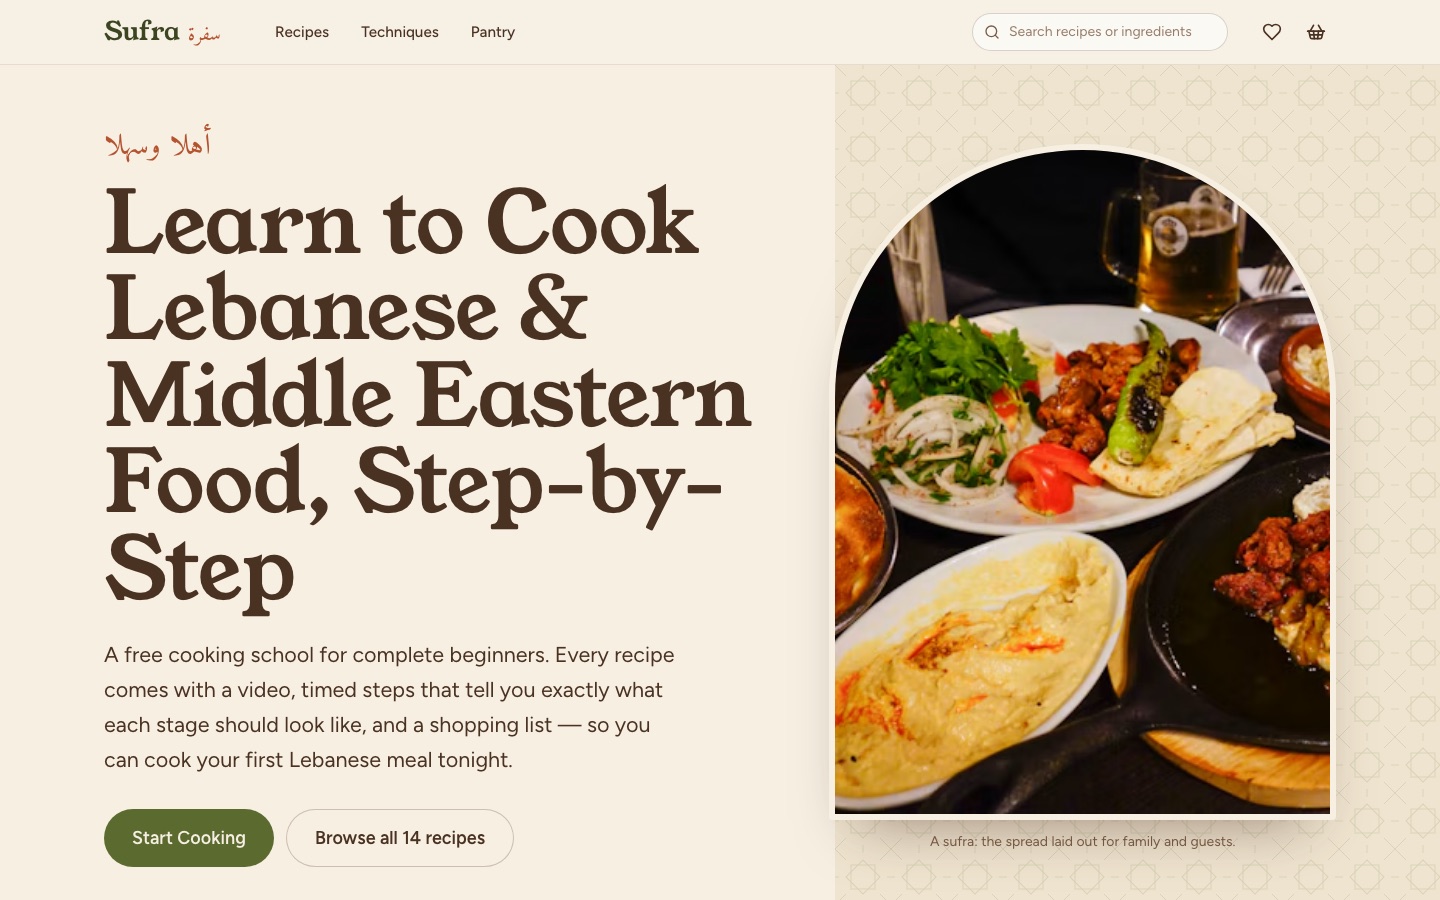 Sufra سفرة
Recipes
Techniques
Pantry
Search recipes or ingredients
أهلا وسهلا
Learn to Cook
Lebanese &
Middle Eastern
Food, Step-by-
Step
A free cooking school for complete beginners. Every recipe
comes with a video, timed steps that tell you exactly what
each stage should look like, and a shopping list — so you
can cook your first Lebanese meal tonight.
Start Cooking
Browse all 14 recipes
A sufra: the spread laid out for family and guests.